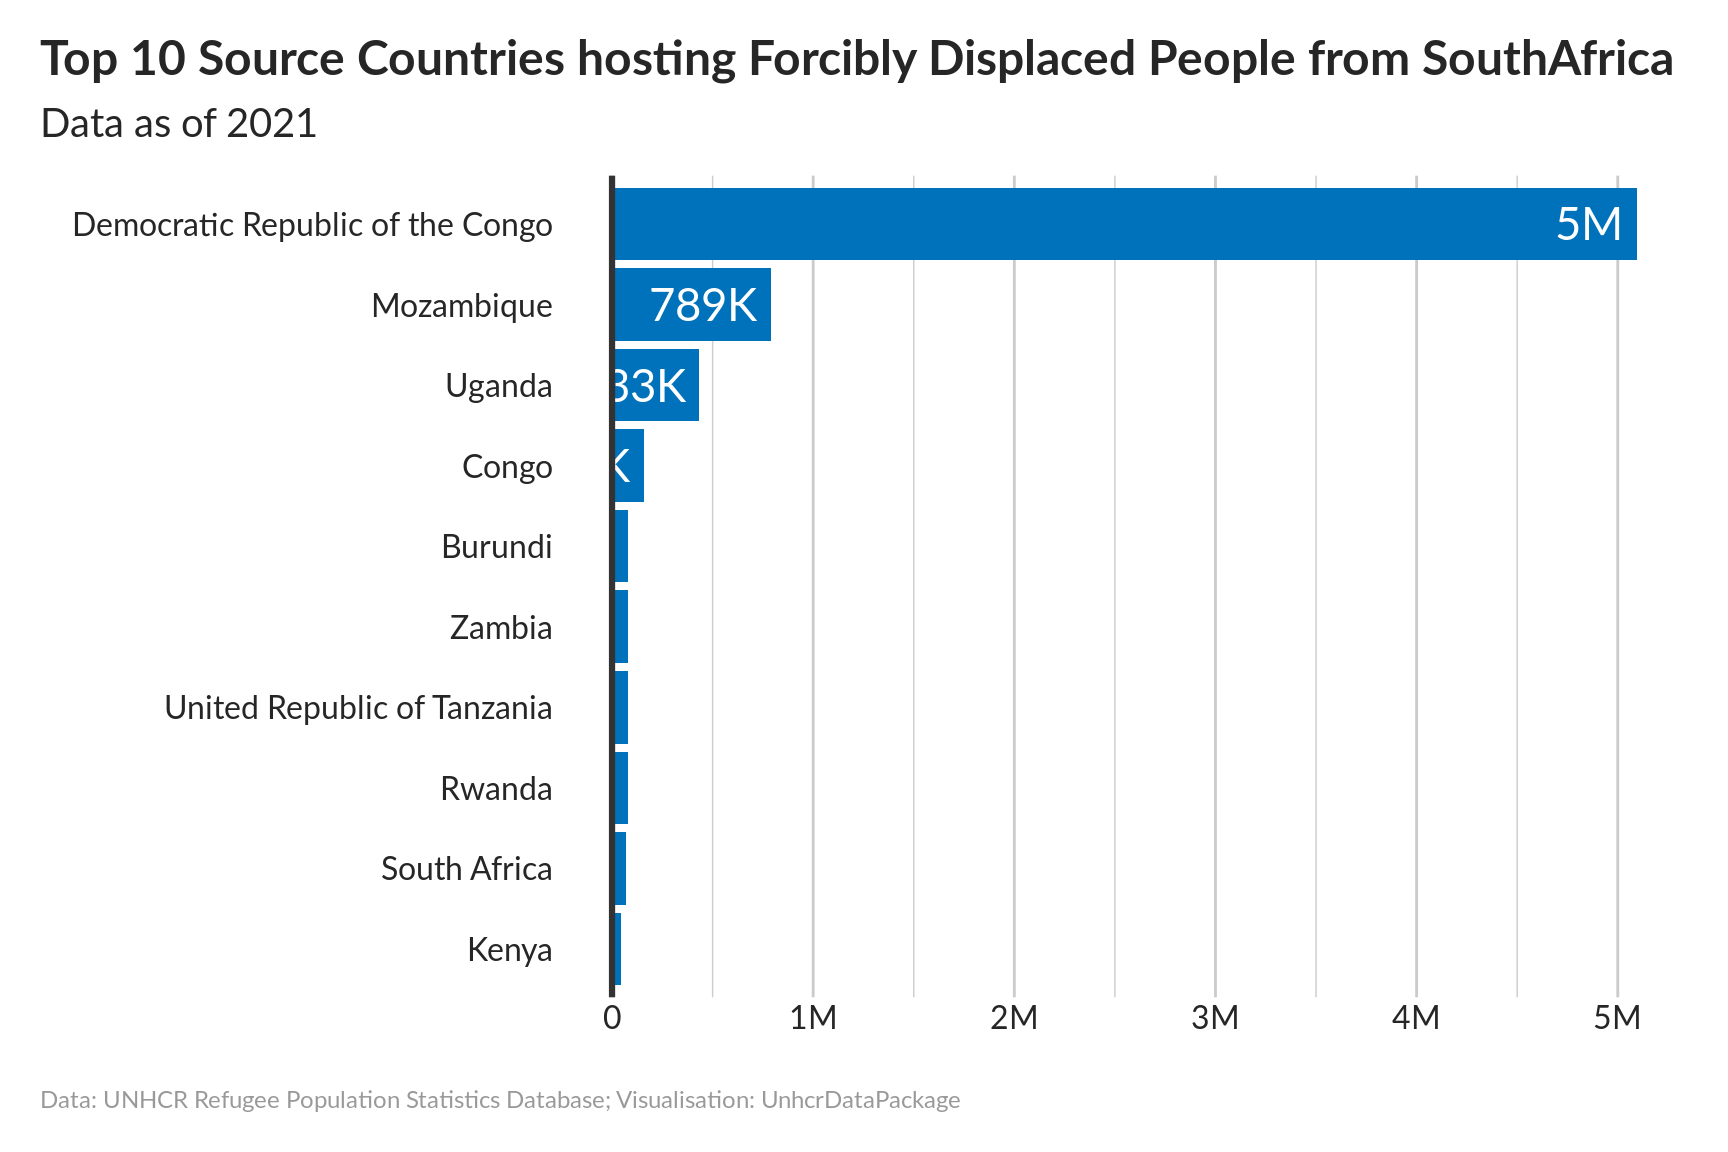 Top 10 Source Countries hosting Forcibly Displaced People from SouthAfrica
Data as of 2021
Democratic Republic of the Congo
5M
Mozambique
789K
Uganda
33K
Congo
K
Burundi
Zambia
United Republic of Tanzania
Rwanda
South Africa
Kenya
0 1M 2M 3M 4M 5M
Data: UNHCR Refugee Population Statistics Database; Visualisation: UnhcrDataPackage